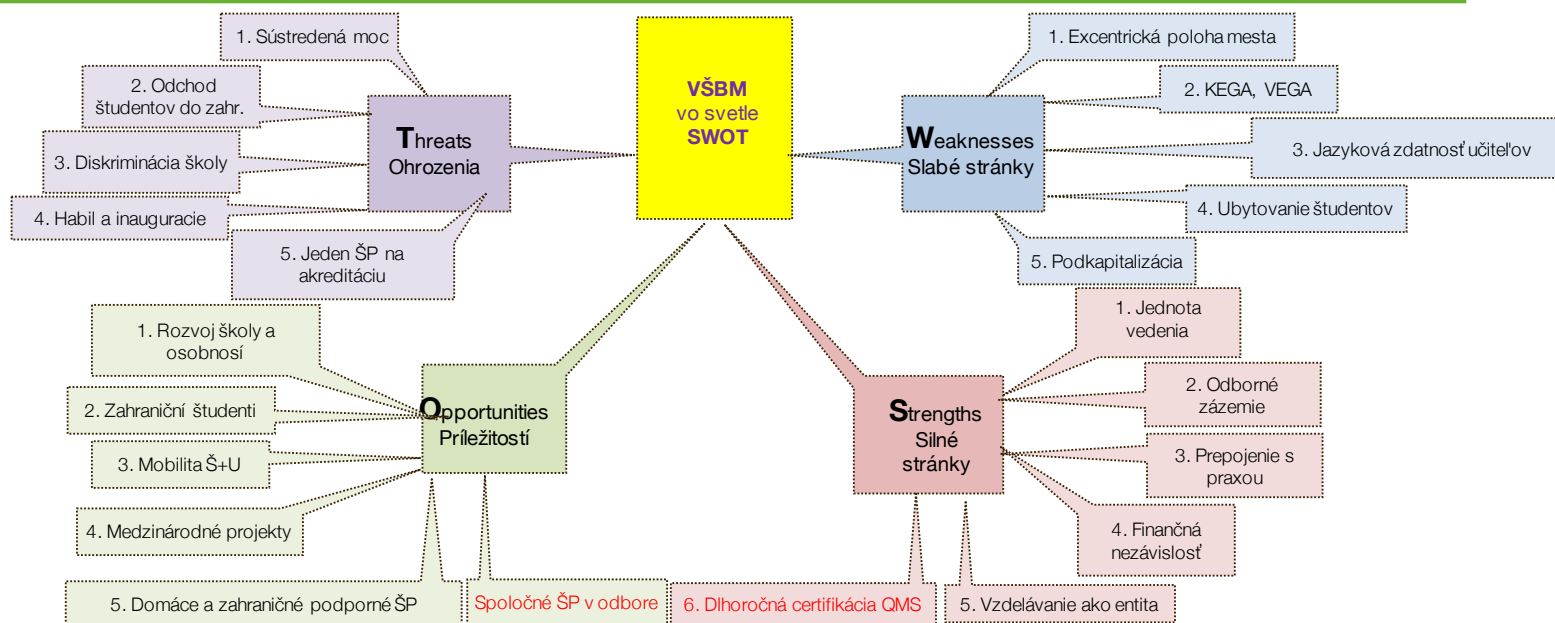 VŠBM
vo svetle
SWOT
Threats
Ohrozenia
1. Sústredená moc
2. Odchod
študentov do zahr.
3. Diskriminácia školy
4. Habil a inauguracie
5. Jeden ŠP na
akreditáciu
Weaknesses
Slabé stránky
1. Excentrická poloha mesta
2. KEGA, VEGA
3. Jazyková zdatnosť učiteľov
4. Ubytovanie študentov
5. Podkapitalizácia
Opportunities
Príležitostí
1. Rozvoj školy a
osobnosí
2. Zahraniční študenti
3. Mobilita Š+U
4. Medzinárodné projekty
5. Domáce a zahraničné podporné ŠP
Spoločné ŠP v odbore
Strengths
Silné
stránky
1. Jednota
vedenia
2. Odborné
zázemie
3. Prepojenie s
praxou
4. Finančná
nezávislosť
5. Vzdelávanie ako entita
6. Dlhoročná certifikácia QMS